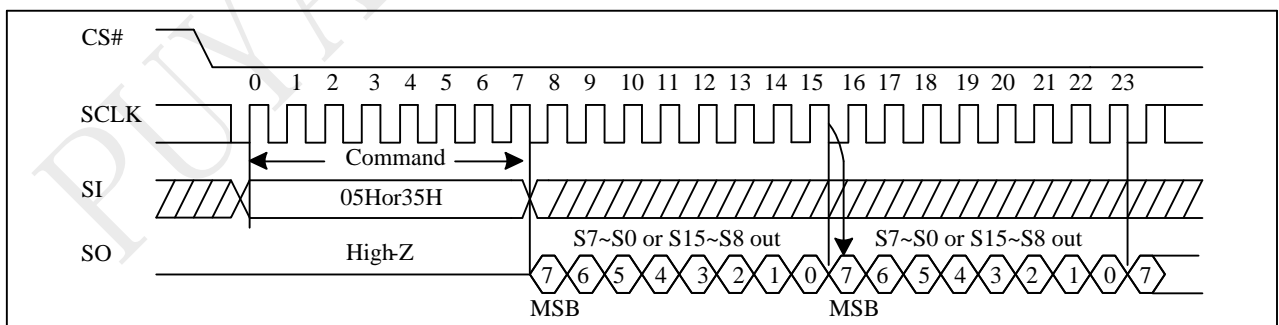 CS#
0 1 2 3 4 5 6 7 8 9 10 11 12 13 14 15 16 17 18 19 20 21 22 23
SCLK
Command
SI
05Hor35H
SO
High-Z
S7~S0 or S15~S8 out
S7~S0 or S15~S8 out
7 6 5 4 3 2 1 0 7 6 5 4 3 2 1 0 7
MSB
MSB
PUYA